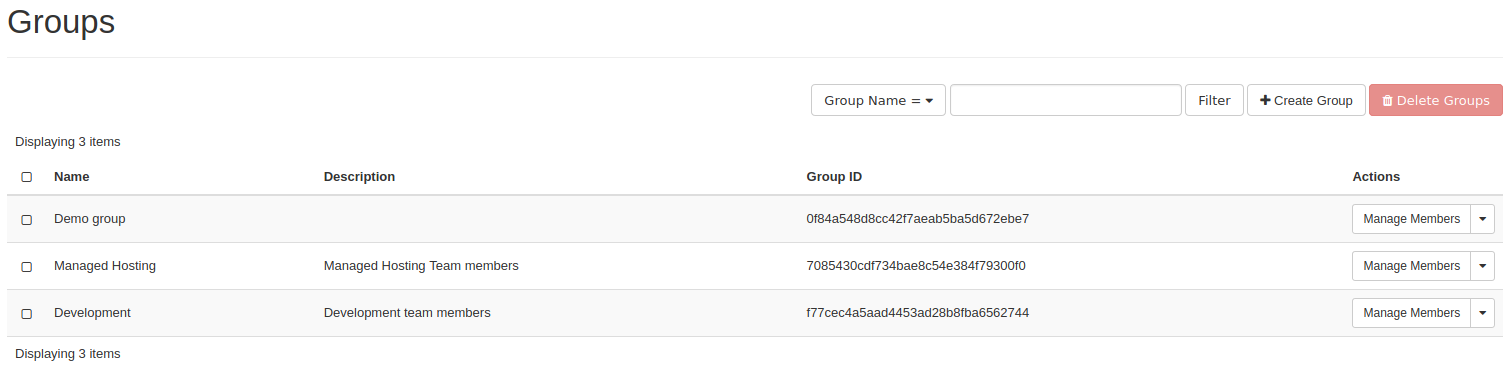 Groups
Group Name = Filter Create Group Delete Groups
Displaying 3 items
Name Description Group ID Actions
Demo group 0f84a548d8cc42f7aeab5ba5d672ebe7 Manage Members
Managed Hosting Managed Hosting Team members 7085430cdf734bae8c54e384f79300f0 Manage Members
Development Development team members f77cec4a5aad4453ad28b8fba6562744 Manage Members
Displaying 3 items